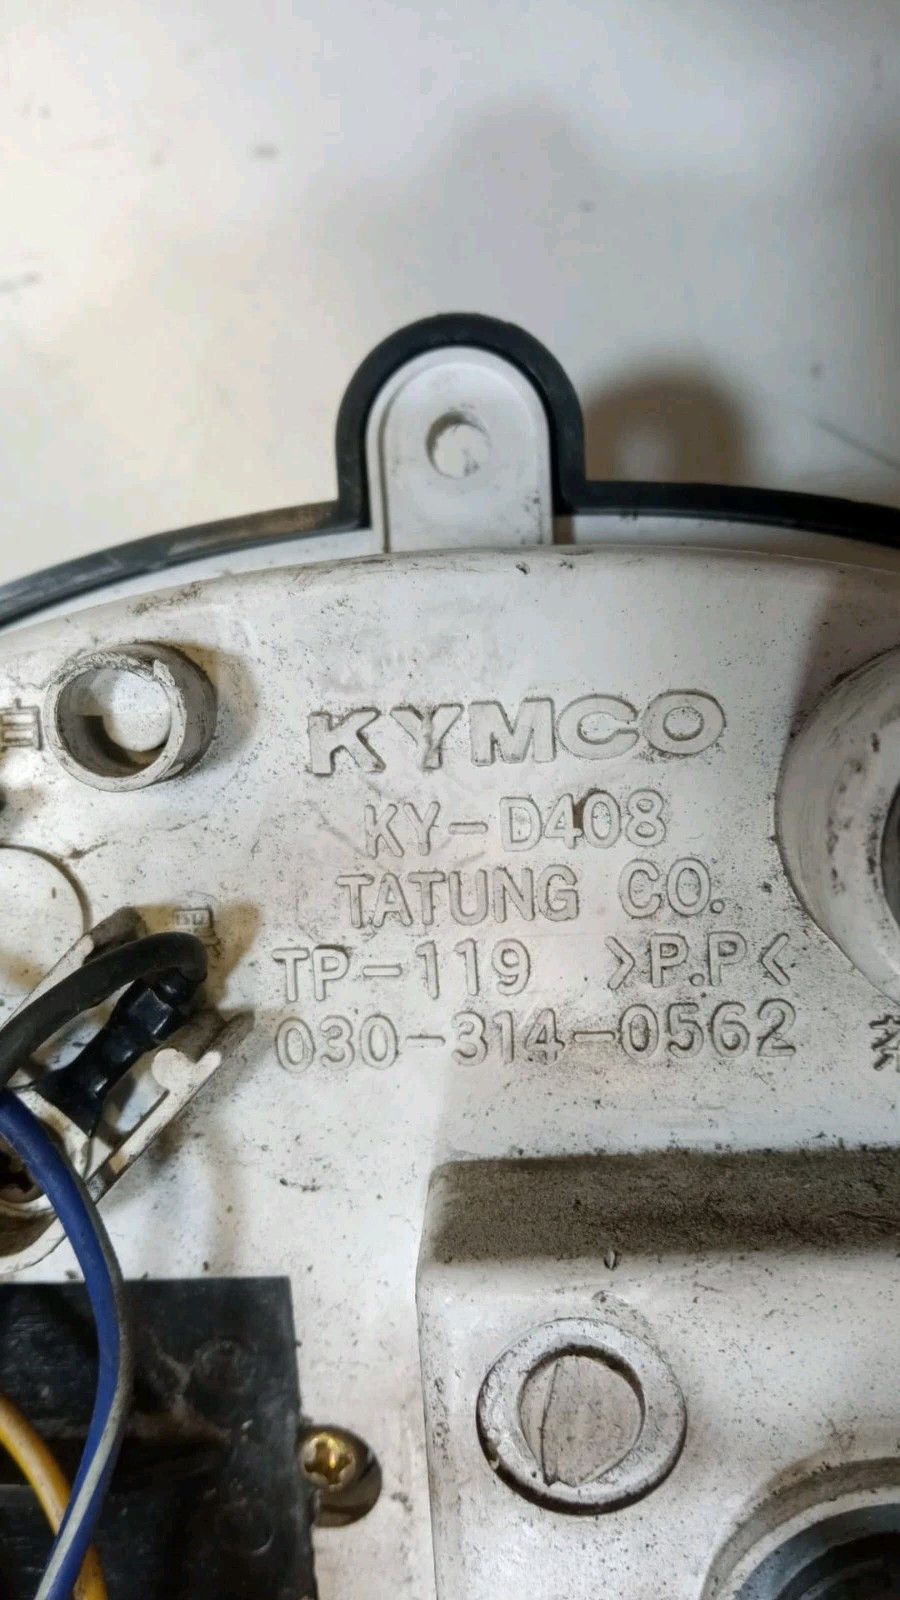 KYMCO
KY-D408
TATUNG CO.
TP-119 >P.P<
030-314-0562